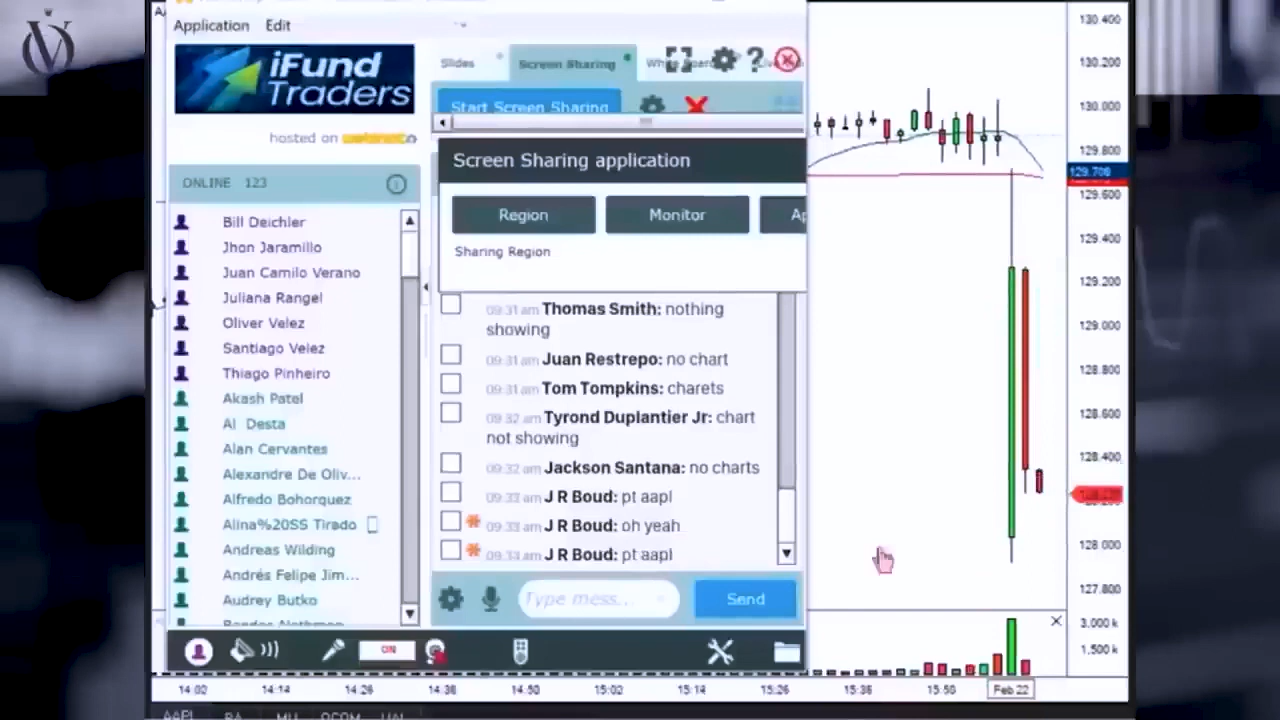 Application Edit
iFund
Traders
hosted on
ONLINE 123
Bill Deichler
Jhon Jaramillo
Juan Camilo Verano
Juliana Rangel
Oliver Velez
Santiago Velez
Thiago Pinheiro
Akash Patel
Al Desta
Alan Cervantes
Alexandre De Oliv...
Alfredo Bohorquez
Alina%20SS Tirado
Andreas Wilding
Andrés Felipe Jim...
Audrey Butko
Slides Screen Sharing
Start Screen Sharing
Screen Sharing application
Region Monitor
Sharing Region
09:31 am Thomas Smith: nothing
showing
09:31 am Juan Restrepo: no chart
09:31 am Tom Tompkins: charets
09:32 am Tyrond Duplantier Jr: chart
not showing
09:32 am Jackson Santana: no charts
09:33 am J R Boud: pt aapl
09:33 am J R Boud: oh yeah
09:33 am J R Boud: pt aapl
Type mess...
Send
ON
130.400
130.200
130.000
129.800
129.708
129.600
129.400
129.200
129.000
128.800
128.600
128.400
128.000
127.800
3.000 k
1.500 k
14:02 14:14 14:26 14:38 14:50 15:02 15:14 15:26 15:38 15:50 Feb 22
AAPL BA MU QCOM UAL